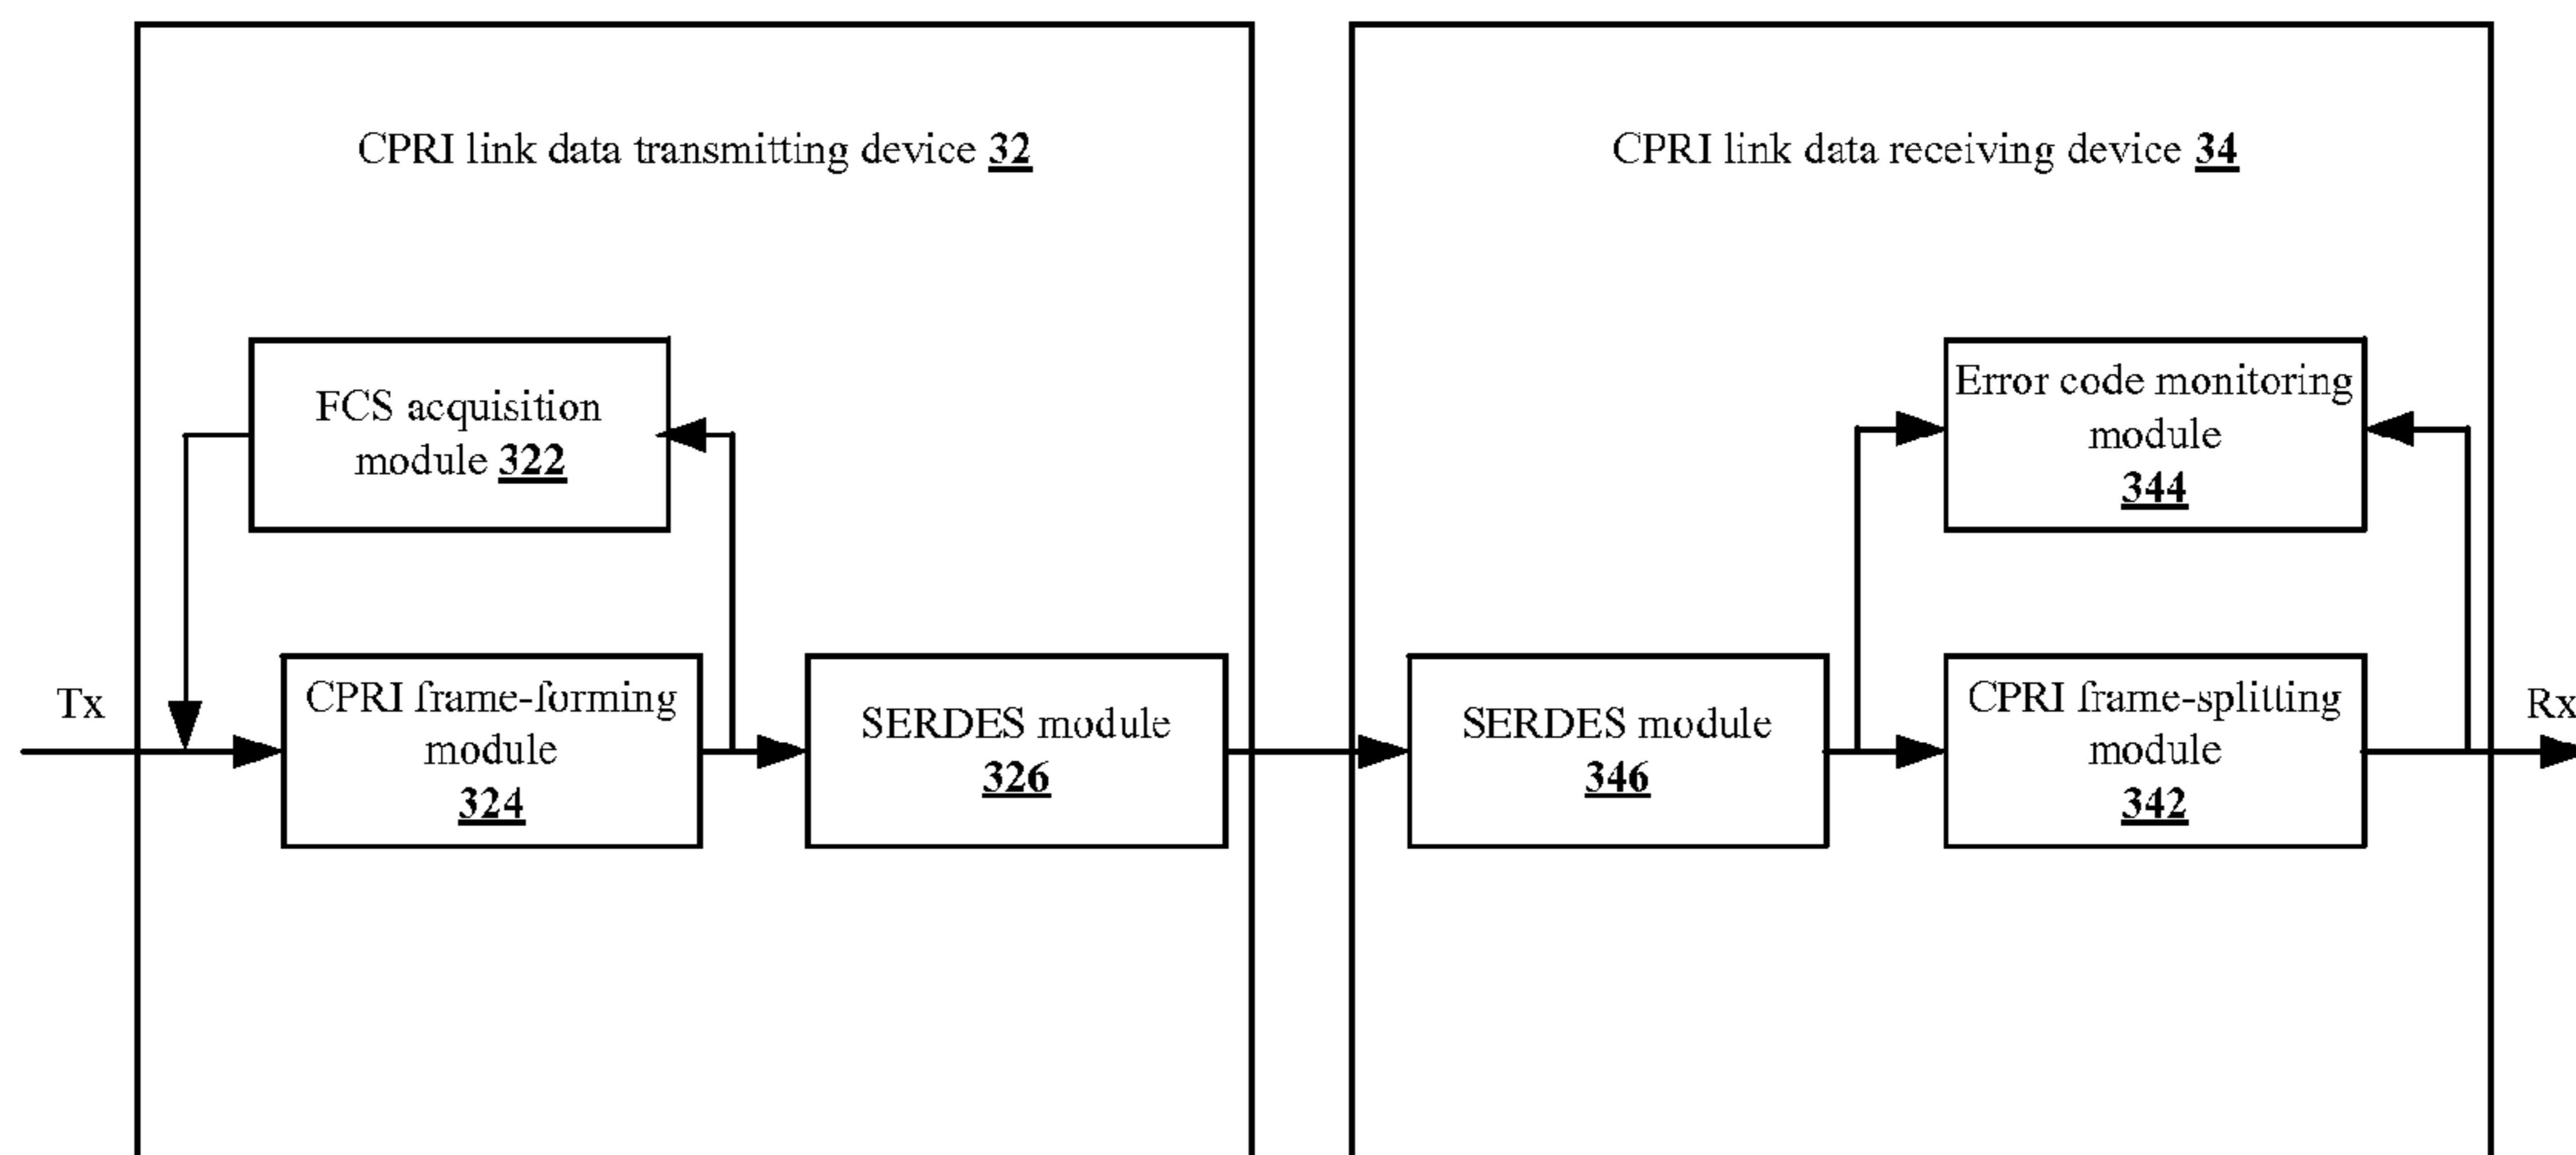 CPRI link data transmitting device 32
CPRI link data receiving device 34
FCS acquisition
module 322
Error code monitoring
module
344
Tx
CPRI frame-forming
module
324
SERDES module
326
SERDES module
346
CPRI frame-splitting
module
342
Rx